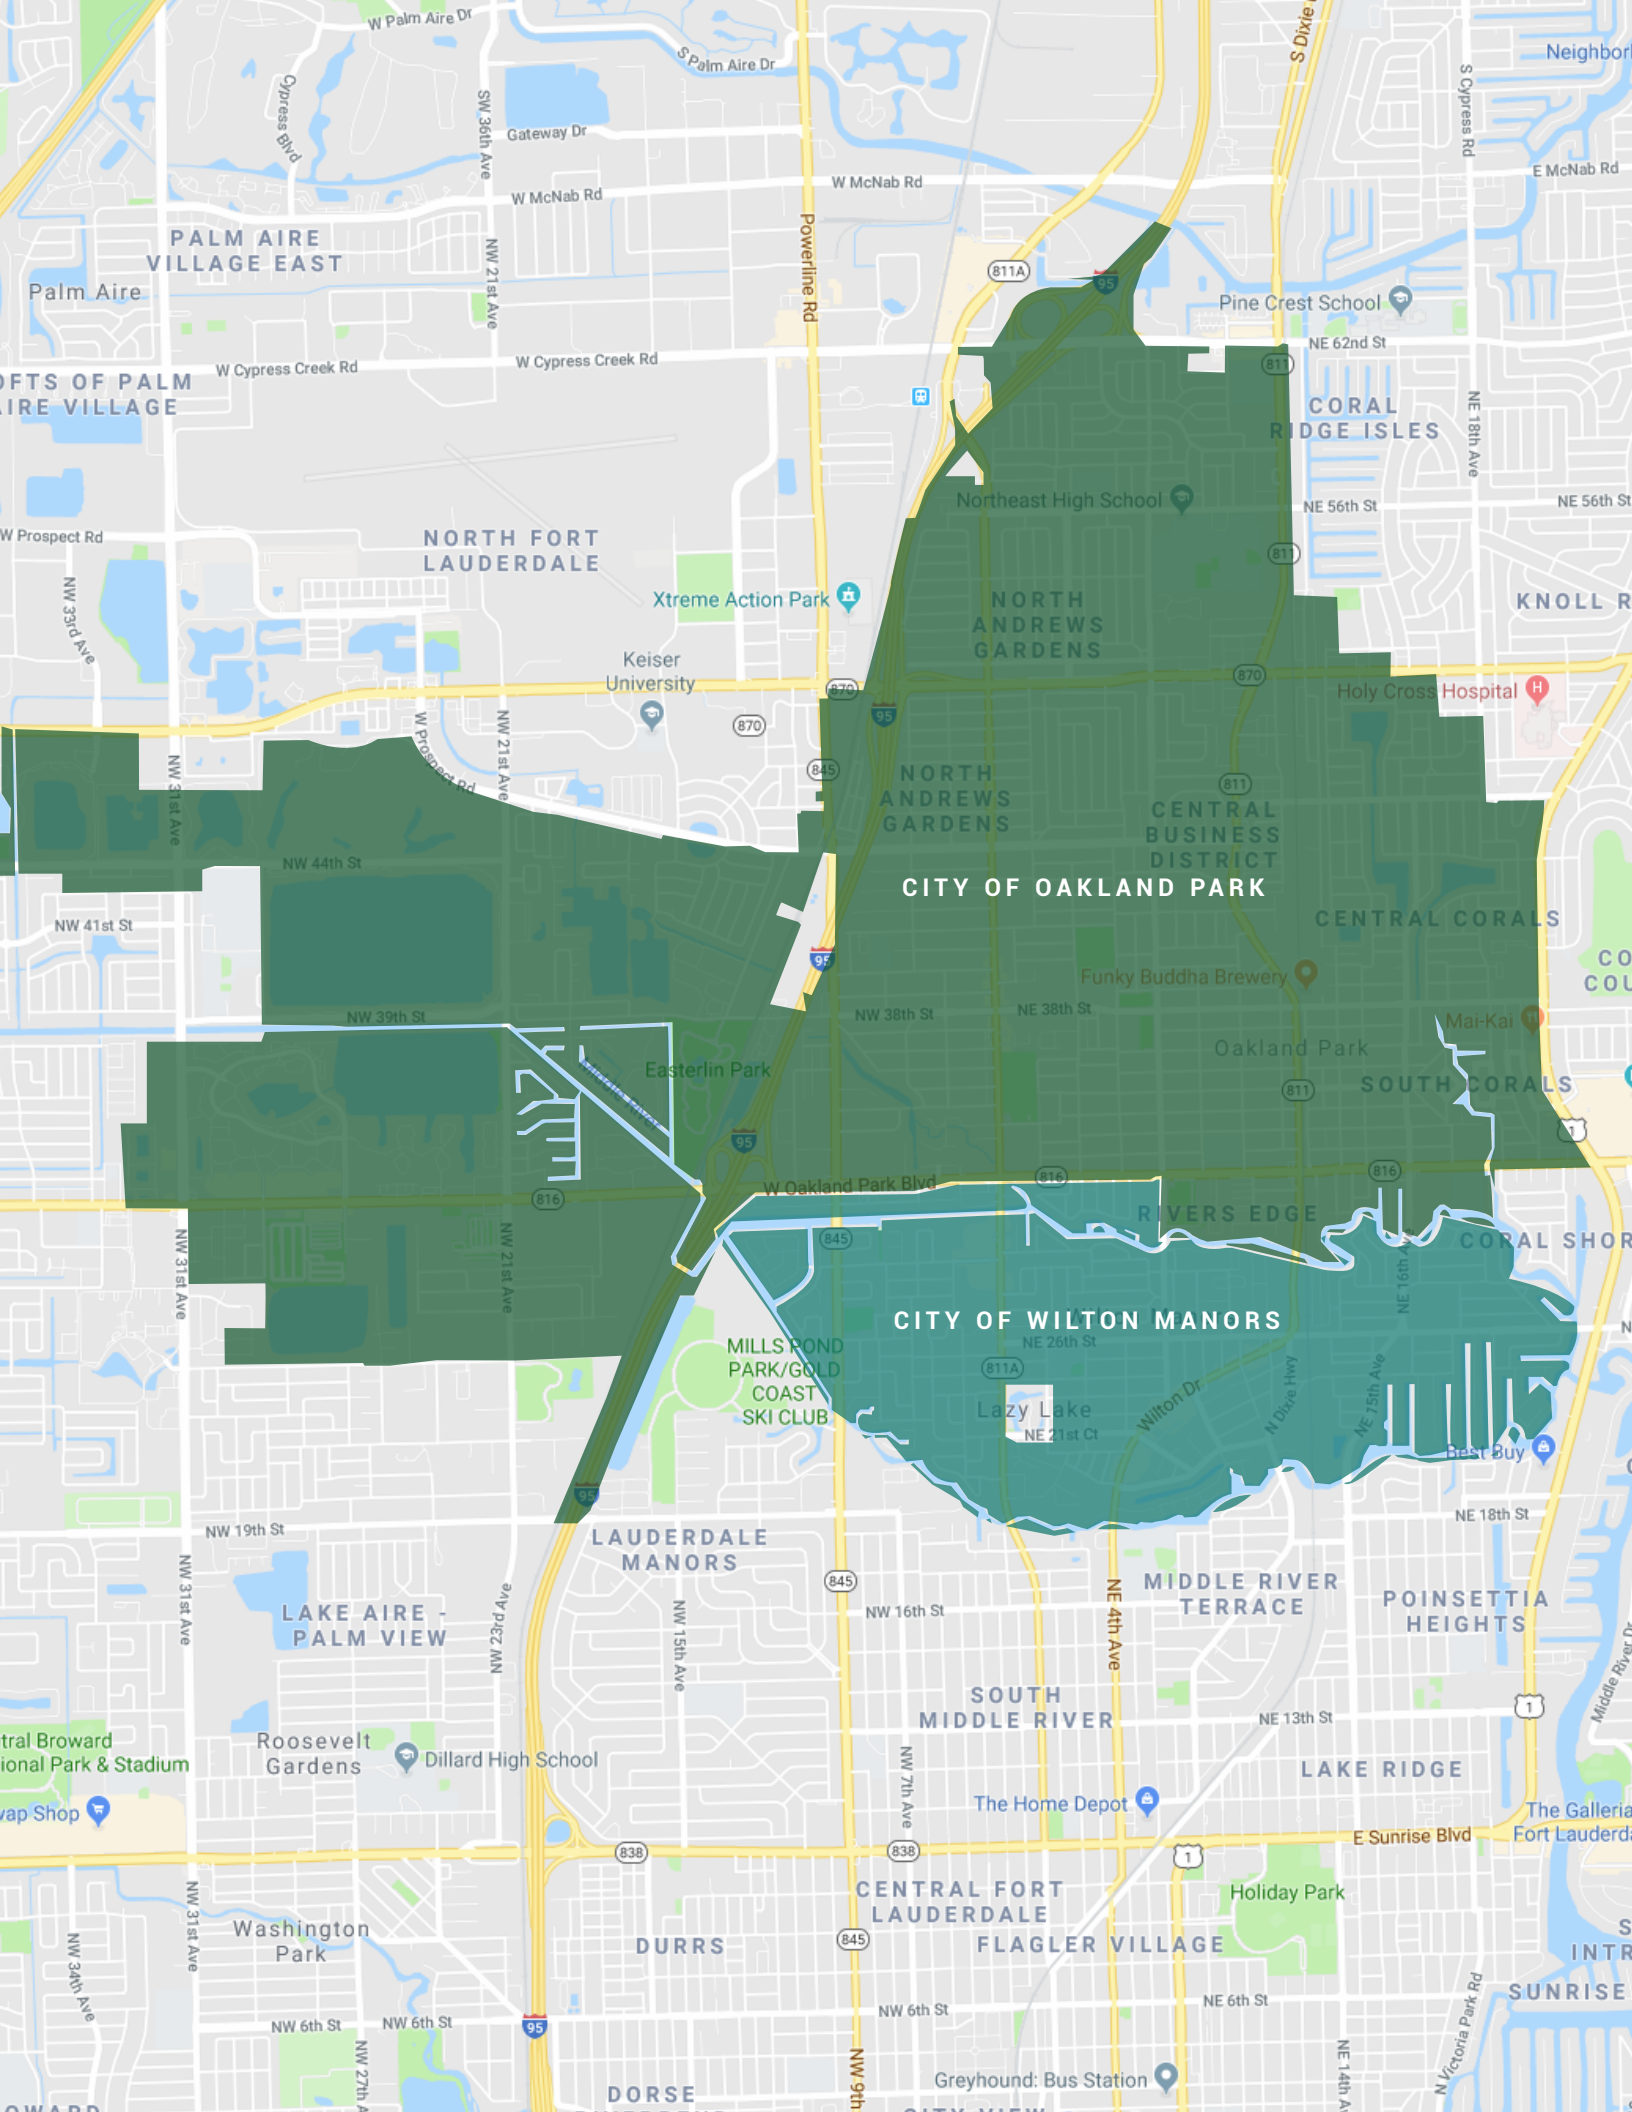 W Palm Aire Dr
S Palm Aire Dr
S Dixie
Neighbor
Cypress Blvd
SW 36th Ave
Gateway Dr
S Cypress Rd
W McNab Rd
W McNab Rd
E McNab Rd
PALM AIRE
VILLAGE EAST
Palm Aire
NW 21st Ave
Powerline Rd
811A
95
Pine Crest School
NE 62nd St
W Cypress Creek Rd
W Cypress Creek Rd
811
OFTS OF PALM
AIRE VILLAGE
CORAL
RIDGE ISLES
NE 18th Ave
Northeast High School
NE 56th St
NE 56th St
W Prospect Rd
NORTH FORT
LAUDERDALE
811
NW 33rd Ave
Xtreme Action Park
NORTH
ANDREWS
GARDENS
KNOLL R
Keiser
University
870
870
Holy Cross Hospital
95
870
W Prospect Rd
NW 21st Ave
NW 31st Ave
845
NORTH
ANDREWS
GARDENS
811
CENTRAL
BUSINESS
DISTRICT
NW 44th St
CITY OF OAKLAND PARK
NW 41st St
CENTRAL CORALS
CO
COU
95
Funky Buddha Brewery
NW 39th St
NW 38th St
NE 38th St
Mai-Kai
Oakland Park
Middle River
Easterlin Park
811
SOUTH CORALS
95
1
816
W Oakland Park Blvd
816
816
RIVERS EDGE
NW 31st Ave
NW 21st Ave
845
NE 16th Ave
CORAL SHOR
CITY OF WILTON MANORS
NE 26th St
MILLS POND
PARK/GOLD
COAST
SKI CLUB
811A
Lazy Lake
NE 21st Ct
Wilton Dr
N Dixie Hwy
NE 15th Ave
Best Buy
95
NW 19th St
LAUDERDALE
MANORS
NE 18th St
NW 31st Ave
845
NE 4th Ave
MIDDLE RIVER
TERRACE
POINSETTIA
HEIGHTS
LAKE AIRE -
PALM VIEW
NW 23rd Ave
NW 15th Ave
NW 16th St
Middle River Dr
SOUTH
MIDDLE RIVER
NE 13th St
1
tral Broward
ional Park & Stadium
Roosevelt
Gardens
Dillard High School
NW 7th Ave
LAKE RIDGE
wap Shop
The Home Depot
The Galleria
Fort Lauderda
E Sunrise Blvd
838
838
1
NW 31st Ave
CENTRAL FORT
LAUDERDALE
Holiday Park
Washington
Park
NW 34th Ave
DURRS
845
FLAGLER VILLAGE
S
INTR
SUNRISE
NW 6th St
NW 6th St
95
NW 6th St
NE 6th St
N Victoria Park Rd
NW 27th A
NW 9th
NE 14th A
Greyhound: Bus Station
DORSE